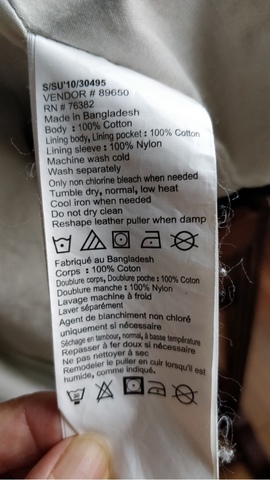 S/SU'10/30495
VENDOR # 89650
RN # 76382
Made in Bangladesh
Body : 100% Cotton
Lining body, Lining pocket : 100% Cotton
Lining sleeve : 100% Nylon
Machine wash cold
Wash separately
Only non chlorine bleach when needed
Tumble dry, normal, low heat
Cool iron when needed
Do not dry clean
Reshape leather puller when damp
Fabriqué au Bangladesh
Corps : 100% Coton
Doublure corps, Doublure poche : 100% Coton
Doublure manche : 100% Nylon
Lavage machine à froid
Laver séparément
Agent de blanchiment non chloré
uniquement si nécessaire
Séchage en tambour, normal, à basse température
Repasser à fer doux si nécessaire
Ne pas nettoyer à sec
Remodeler le puller en cuir lorsqu'il est
humide, comme indiqué.